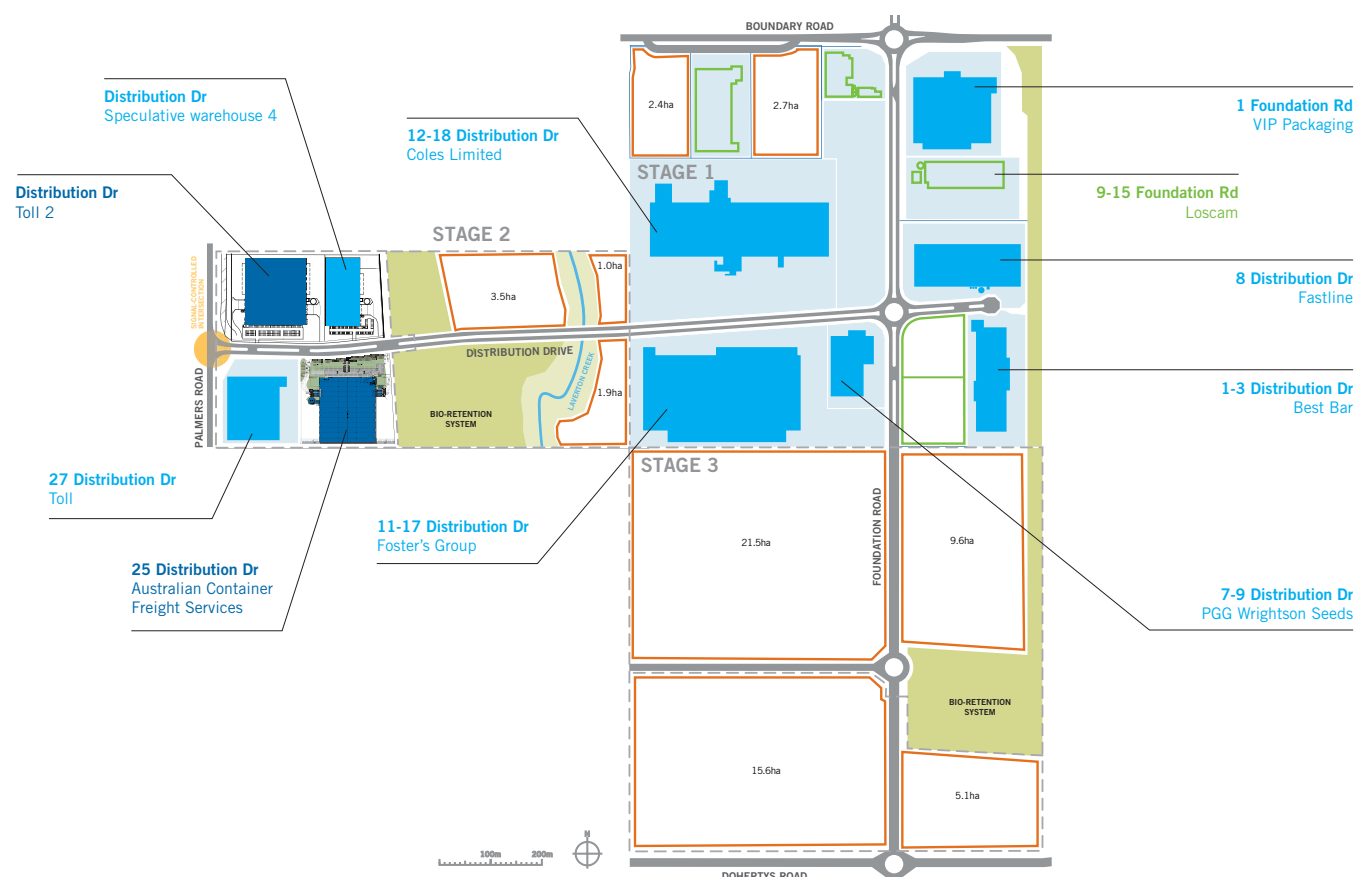 BOUNDARY ROAD
Distribution Dr
Speculative warehouse 4
12-18 Distribution Dr
Coles Limited
2.4ha
2.7ha
1 Foundation Rd
VIP Packaging
STAGE 1
Distribution Dr
Toll 2
9-15 Foundation Rd
Loscam
STAGE 2
SIGNAL-CONTROLLED
INTERSECTION
3.5ha
1.0ha
8 Distribution Dr
Fastline
DISTRIBUTION DRIVE
PALMERS ROAD
BIO-RETENTION
SYSTEM
LAVERTON CREEK
1.9ha
1-3 Distribution Dr
Best Bar
STAGE 3
27 Distribution Dr
Toll
11-17 Distribution Dr
Foster's Group
21.5ha
FOUNDATION ROAD
9.6ha
25 Distribution Dr
Australian Container
Freight Services
7-9 Distribution Dr
PGG Wrightson Seeds
BIO-RETENTION
SYSTEM
15.6ha
5.1ha
N
100m
200m
DOHERTYS ROAD